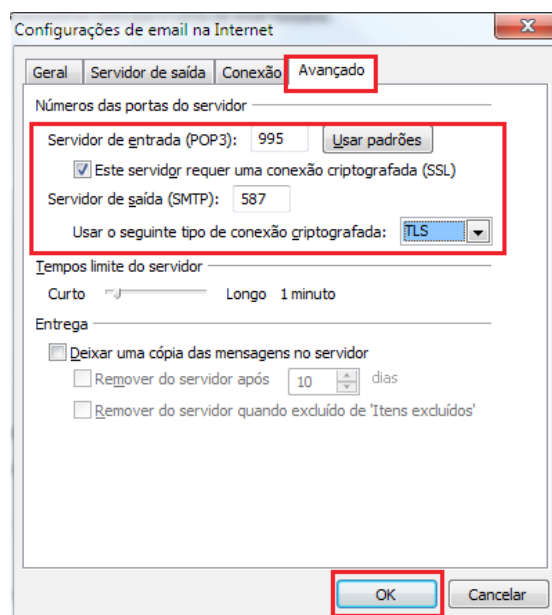 Configurações de email na Internet
Geral Servidor de saída Conexão Avançado
Números das portas do servidor
Servidor de entrada (POP3): 995 Usar padrões
Este servidor requer uma conexão criptografada (SSL)
Servidor de saída (SMTP): 587
Usar o seguinte tipo de conexão criptografada: TLS
Tempos limite do servidor
Curto Longo 1 minuto
Entrega
Deixar uma cópia das mensagens no servidor
Remover do servidor após 10 dias
Remover do servidor quando excluído de 'Itens excluídos'
OK Cancelar